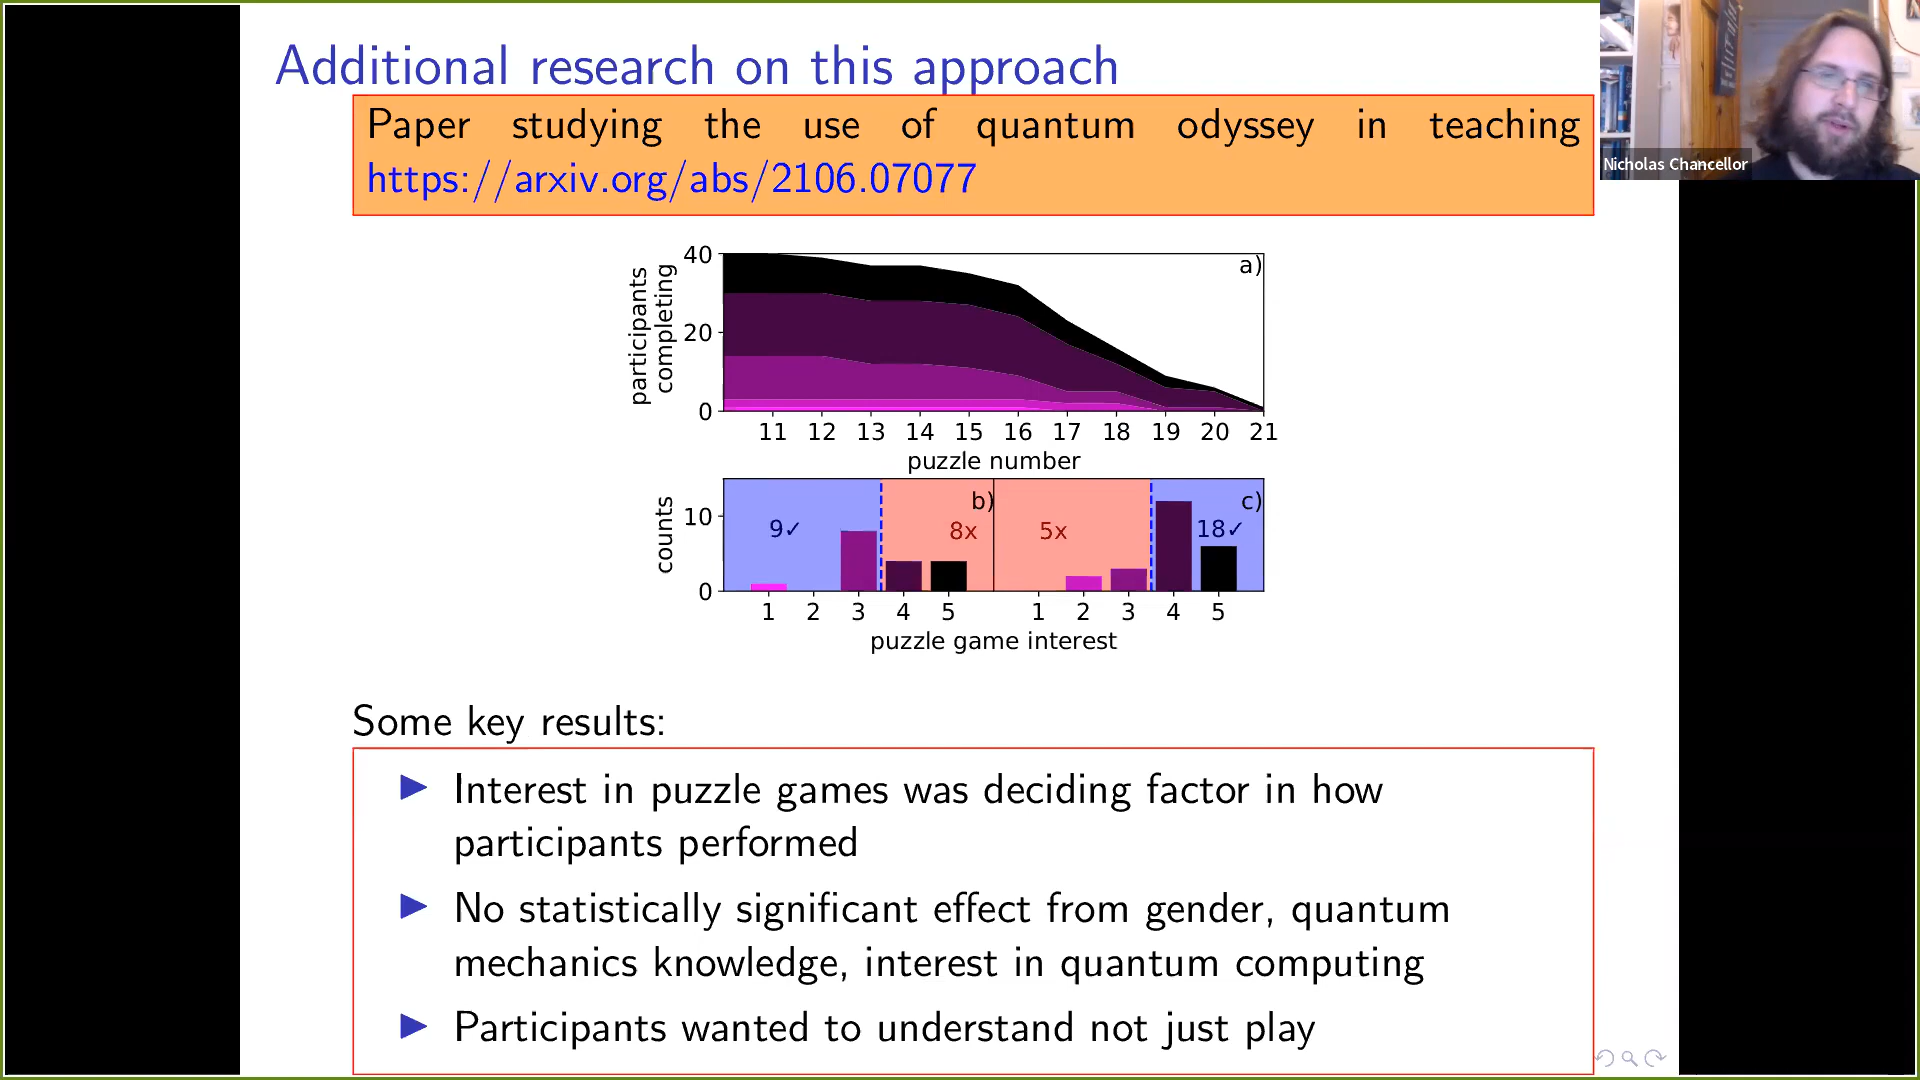 Additional research on this approach
Paper studying the use of quantum odyssey in teaching
https://arxiv.org/abs/2106.07077
Nicholas Chancellor
participants
completing
40
20
0
a)
11 12 13 14 15 16 17 18 19 20 21
puzzle number
counts
10
0
9✓
b)
8x
5x
c)
18✓
1 2 3 4 5 1 2 3 4 5
puzzle game interest
Some key results:
Interest in puzzle games was deciding factor in how
participants performed
No statistically significant effect from gender, quantum
mechanics knowledge, interest in quantum computing
Participants wanted to understand not just play